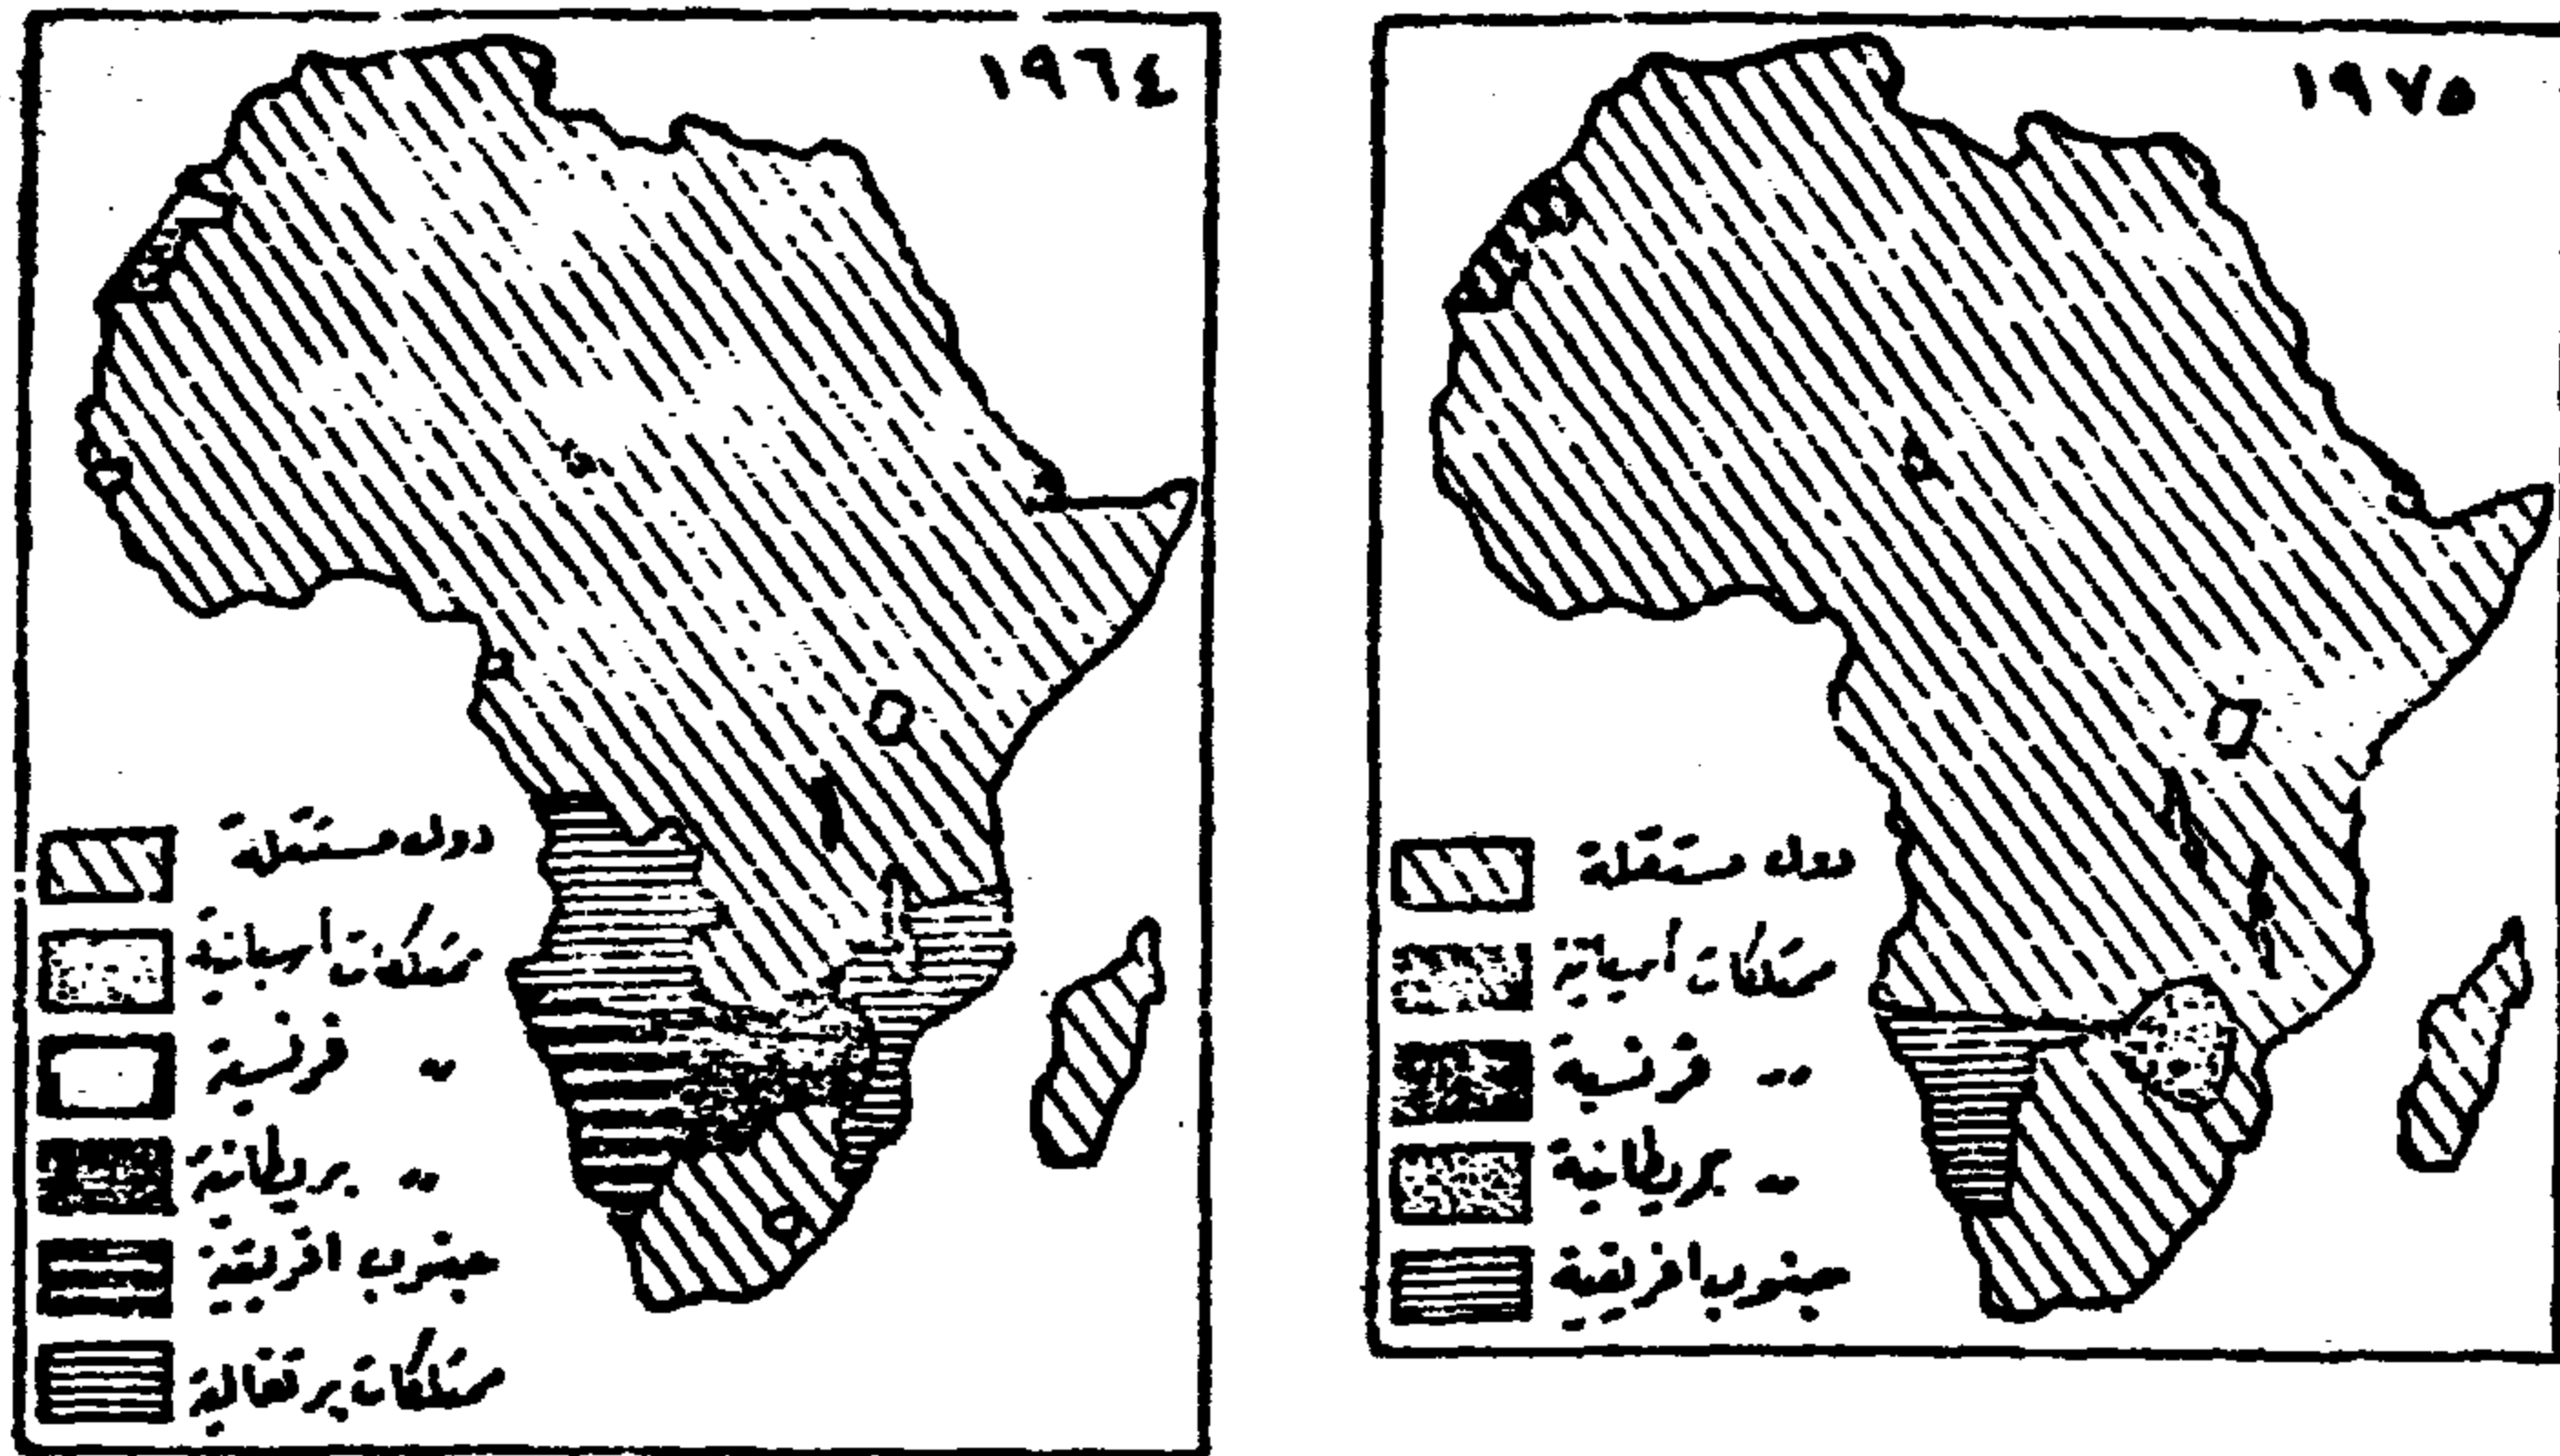 ١٩٦٤
دول مستقلة
ممتلكات أسبانية
〃 فرنسية
〃 بريطانية
جنوب افريقية
ممتلكات برتغالية
١٩٧٥
دول مستقلة
ممتلكات أسبانية
〃 فرنسية
〃 بريطانية
جنوب افريقية